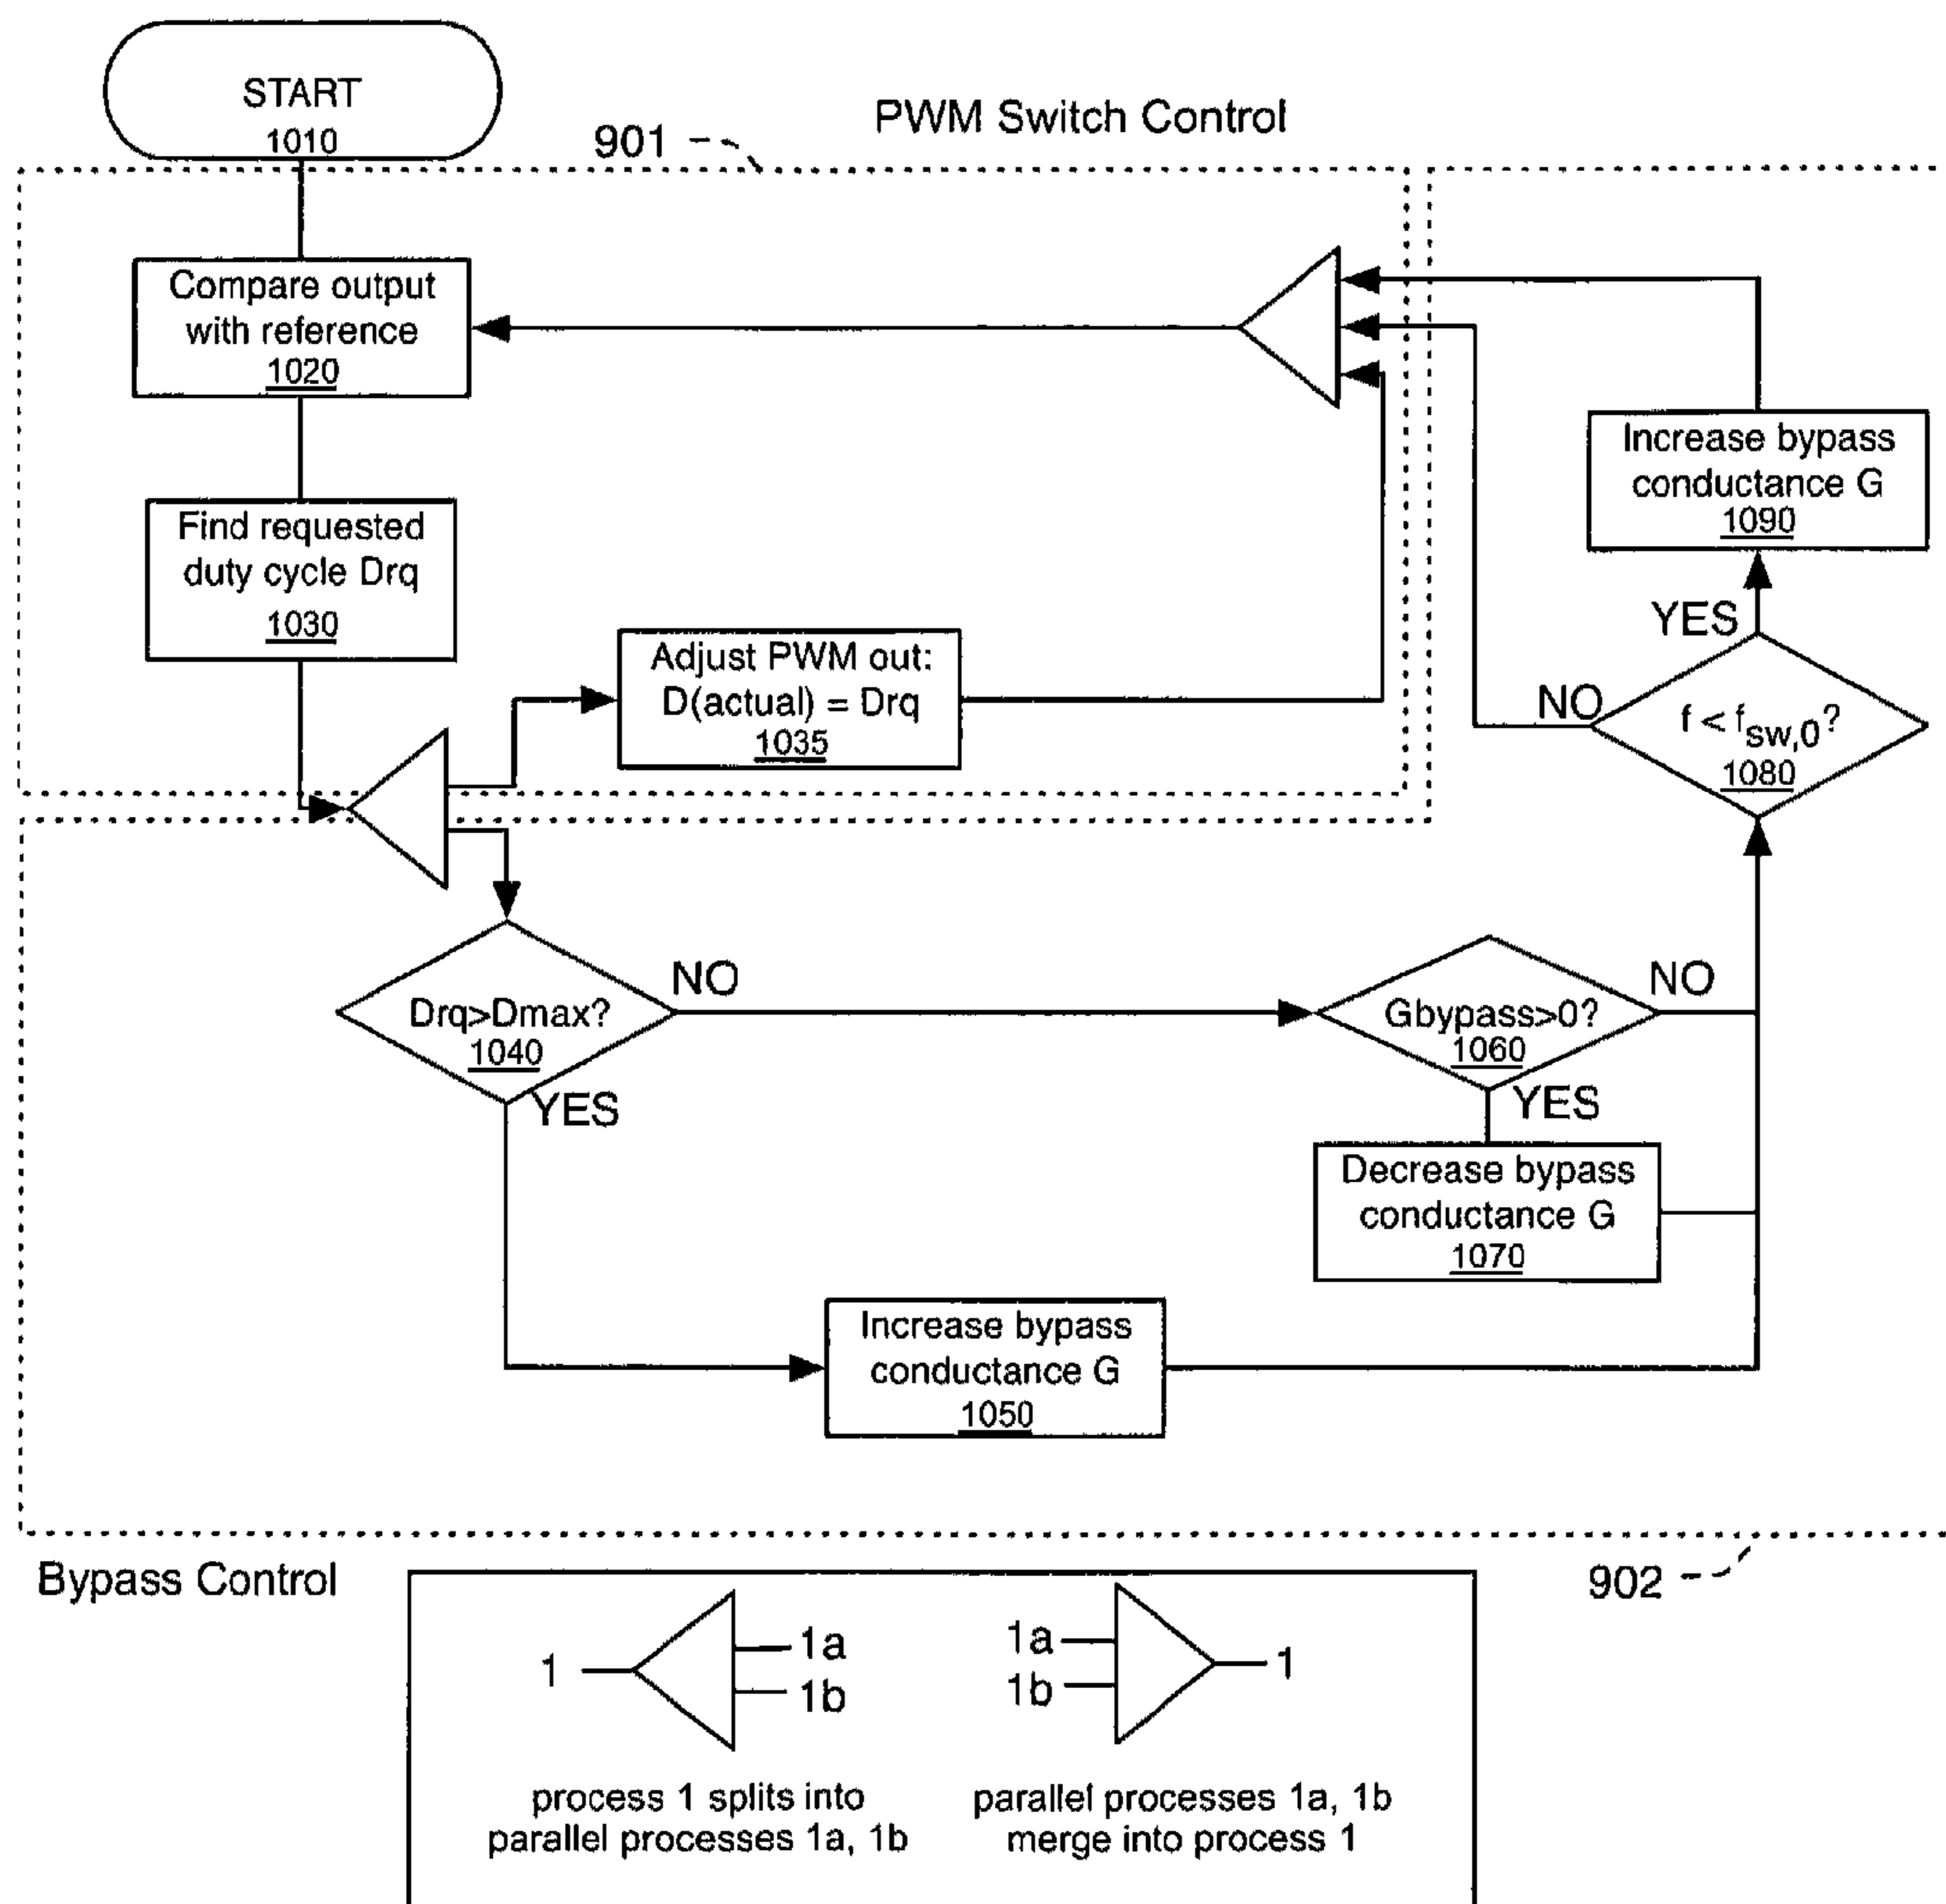 START
1010
PWM Switch Control
901
Compare output
with reference
1020
Find requested
duty cycle Drq
1030
Adjust PWM out:
D(actual) = Drq
1035
Increase bypass
conductance G
1090
YES
NO
f < fsw,0?
1080
Drq>Dmax?
1040
NO
YES
Gbypass>0?
1060
NO
YES
Decrease bypass
conductance G
1070
Increase bypass
conductance G
1050
Bypass Control
902
1
1a
1b
process 1 splits into
parallel processes 1a, 1b
1a
1b
1
parallel processes 1a, 1b
merge into process 1